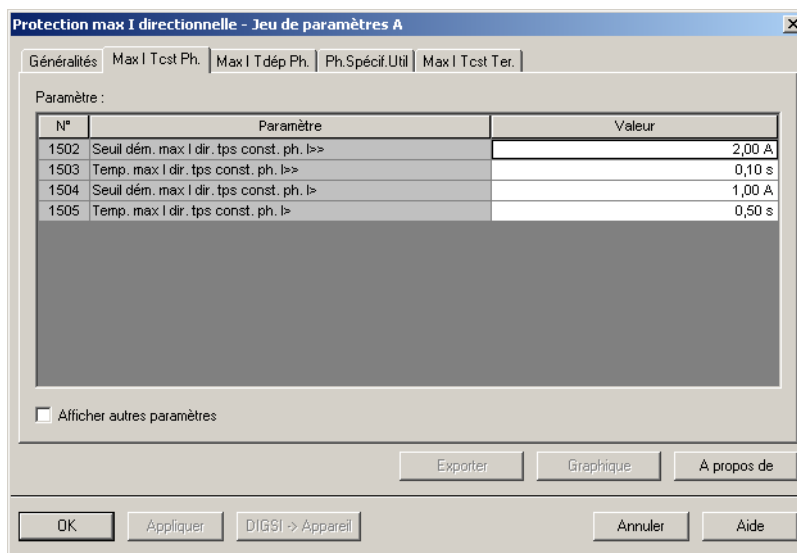 Protection max I directionnelle - Jeu de paramètres A
Généralités Max I Tcst Ph. Max I Tdép Ph. Ph.Spécif.Util Max I Tcst Ter.
Paramètre :
N° Paramètre Valeur
1502 Seuil dém. max I dir. tps const. ph. I>> 2,00 A
1503 Temp. max I dir. tps const. ph. I>> 0,10 s
1504 Seuil dém. max I dir. tps const. ph. I> 1,00 A
1505 Temp. max I dir. tps const. ph. I> 0,50 s
Afficher autres paramètres
Exporter Graphique A propos de
OK Appliquer DIGSI -> Appareil Annuler Aide